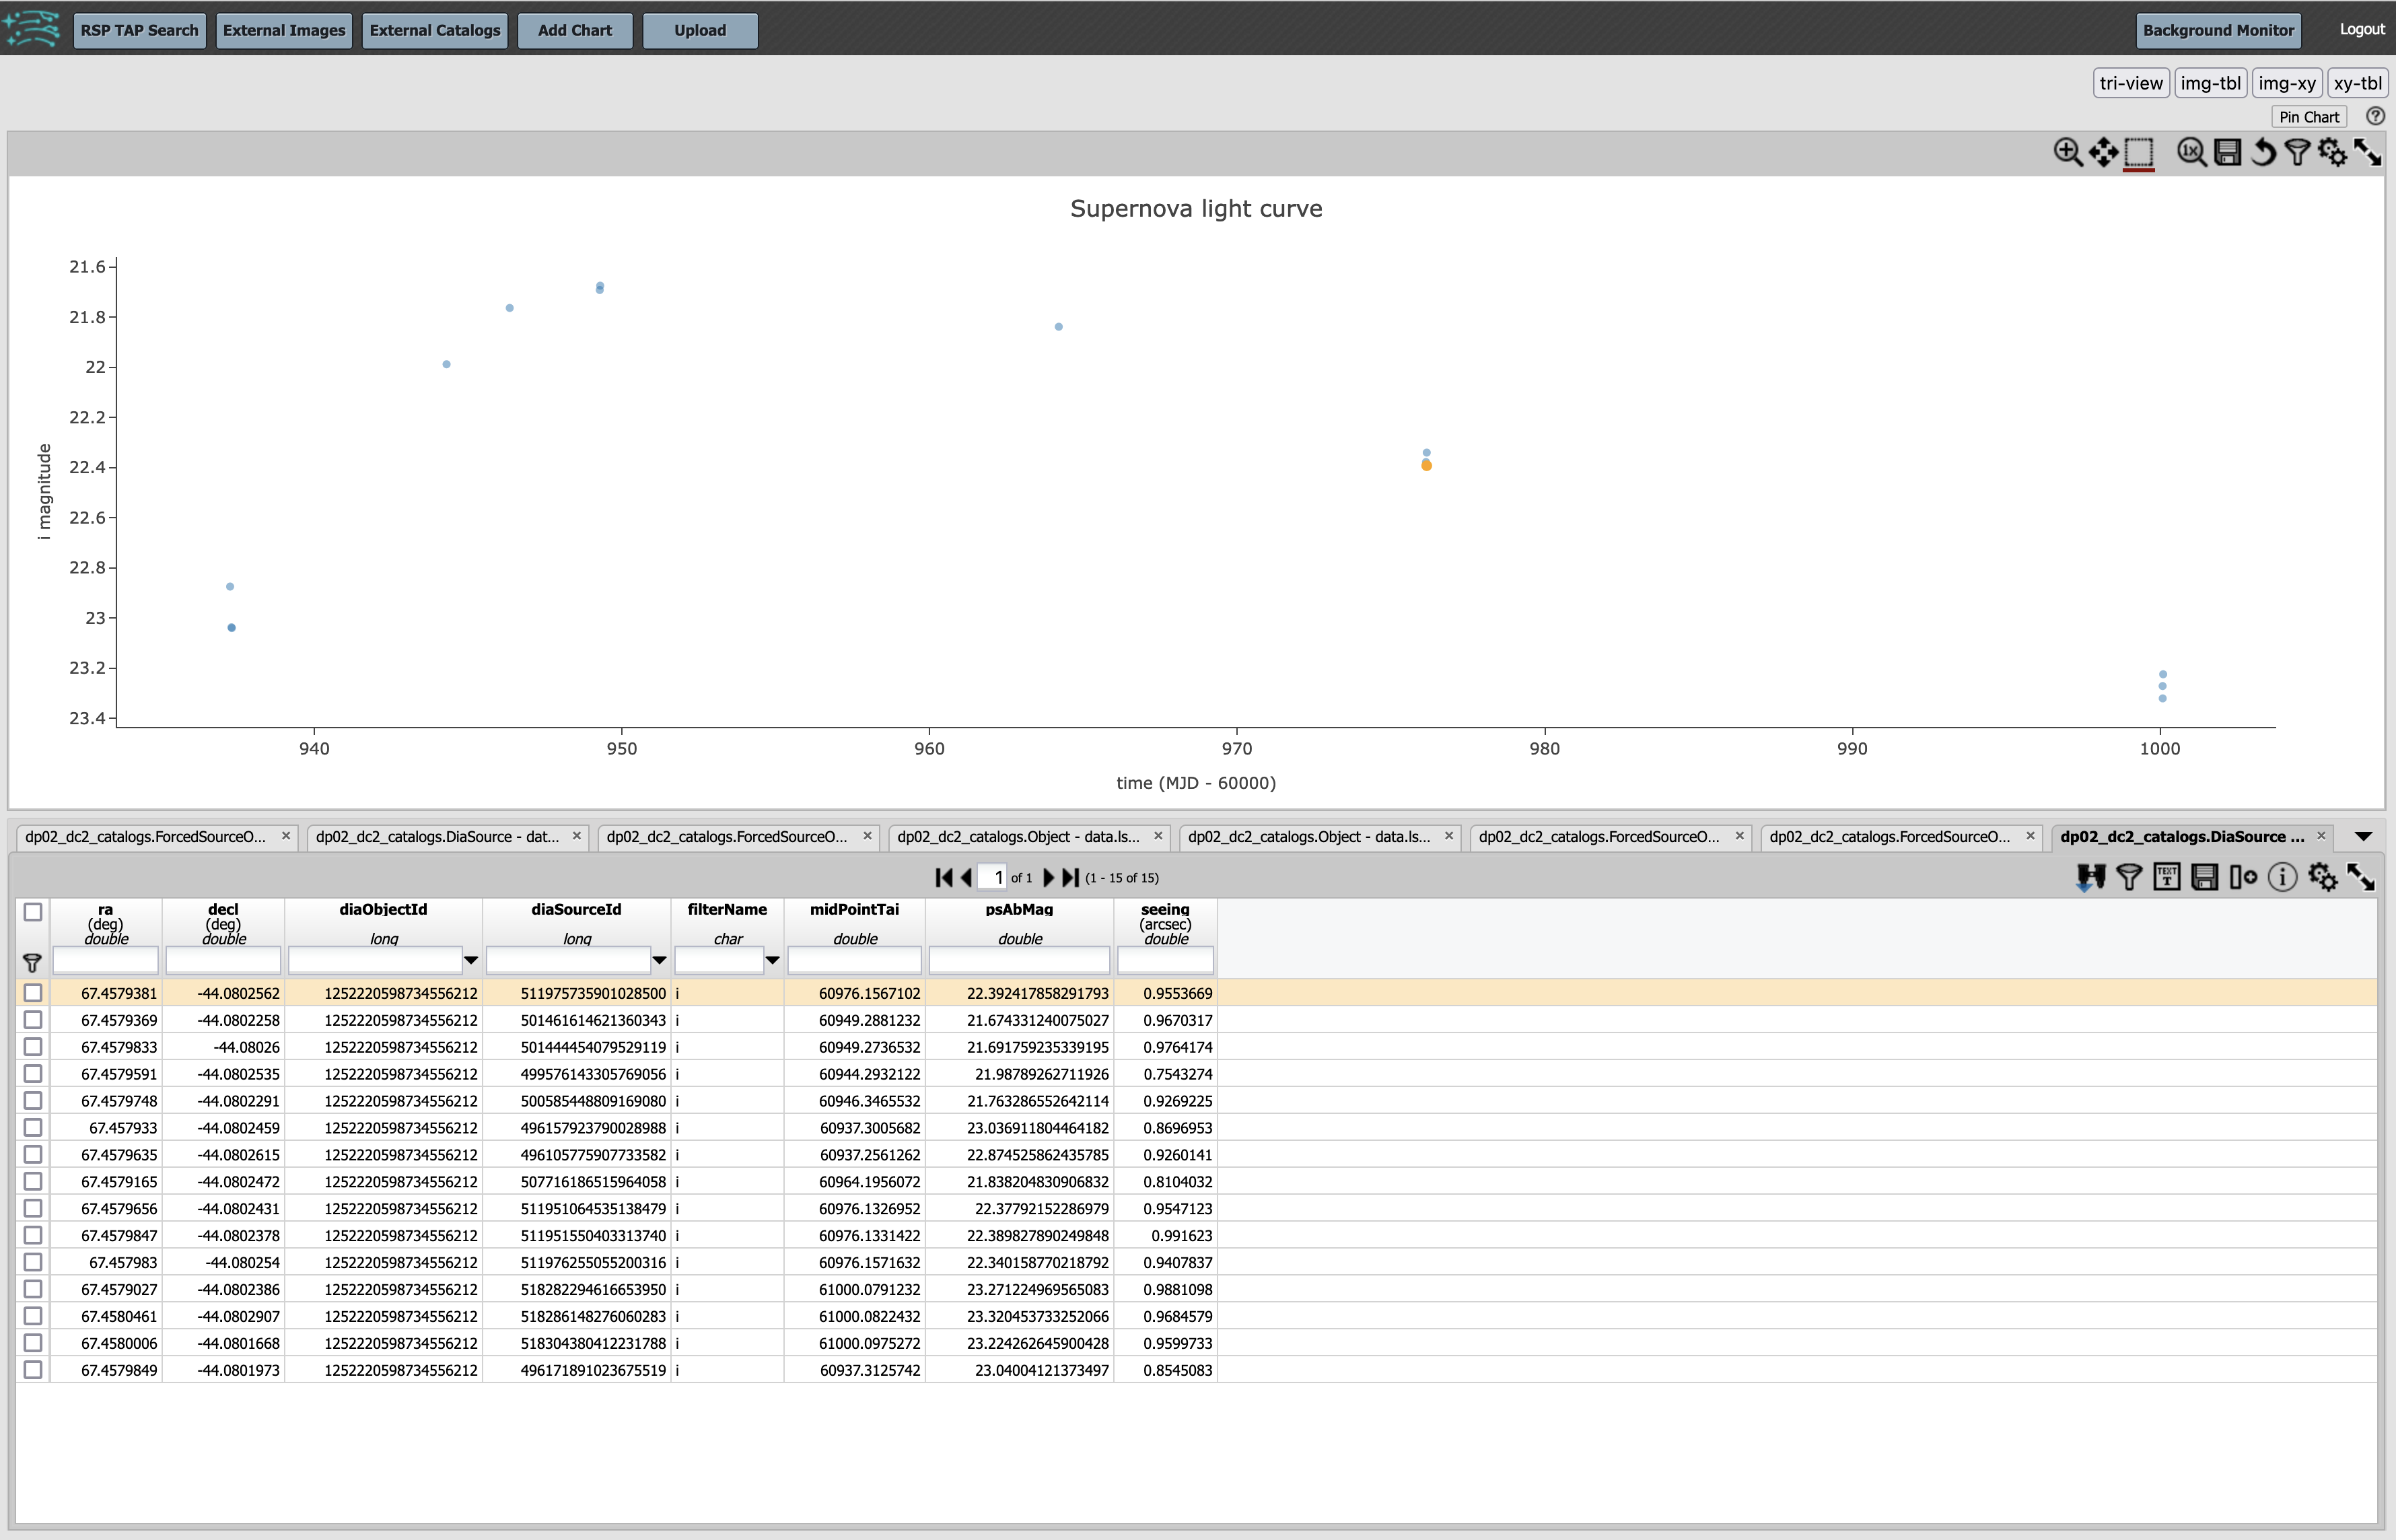 RSP TAP Search External Images External Catalogs Add Chart Upload Background Monitor Logout
tri-view img-tbl img-xy xy-tbl
Pin Chart ?
1x
Supernova light curve
21.6
21.8
22
22.2
22.4
22.6
22.8
23
23.2
23.4
i magnitude
940 950 960 970 980 990 1000
time (MJD - 60000)
dp02_dc2_catalogs.ForcedSourceO... × dp02_dc2_catalogs.DiaSource - dat... × dp02_dc2_catalogs.ForcedSourceO... × dp02_dc2_catalogs.Object - data.ls... × dp02_dc2_catalogs.Object - data.ls... × dp02_dc2_catalogs.ForcedSourceO... × dp02_dc2_catalogs.ForcedSourceO... × dp02_dc2_catalogs.DiaSource ... ×
1 of 1 (1 - 15 of 15) TEXT T i
ra decl diaObjectId diaSourceId filterName midPointTai psAbMag seeing
(deg) (deg) (arcsec)
double double long long char double double double
67.4579381 -44.0802562 1252220598734556212 511975735901028500 i 60976.1567102 22.392417858291793 0.9553669
67.4579369 -44.0802258 1252220598734556212 501461614621360343 i 60949.2881232 21.674331240075027 0.9670317
67.4579833 -44.08026 1252220598734556212 501444454079529119 i 60949.2736532 21.691759235339195 0.9764174
67.4579591 -44.0802535 1252220598734556212 499576143305769056 i 60944.2932122 21.98789262711926 0.7543274
67.4579748 -44.0802291 1252220598734556212 500585448809169080 i 60946.3465532 21.763286552642114 0.9269225
67.457933 -44.0802459 1252220598734556212 496157923790028988 i 60937.3005682 23.036911804464182 0.8696953
67.4579635 -44.0802615 1252220598734556212 496105775907733582 i 60937.2561262 22.874525862435785 0.9260141
67.4579165 -44.0802472 1252220598734556212 507716186515964058 i 60964.1956072 21.838204830906832 0.8104032
67.4579656 -44.0802431 1252220598734556212 511951064535138479 i 60976.1326952 22.37792152286979 0.9547123
67.4579847 -44.0802378 1252220598734556212 511951550403313740 i 60976.1331422 22.389827890249848 0.991623
67.457983 -44.080254 1252220598734556212 511976255055200316 i 60976.1571632 22.340158770218792 0.9407837
67.4579027 -44.0802386 1252220598734556212 518282294616653950 i 61000.0791232 23.271224969565083 0.9881098
67.4580461 -44.0802907 1252220598734556212 518286148276060283 i 61000.0822432 23.320453733252066 0.9684579
67.4580006 -44.0801668 1252220598734556212 518304380412231788 i 61000.0975272 23.224262645900428 0.9599733
67.4579849 -44.0801973 1252220598734556212 496171891023675519 i 60937.3125742 23.04004121373497 0.8545083